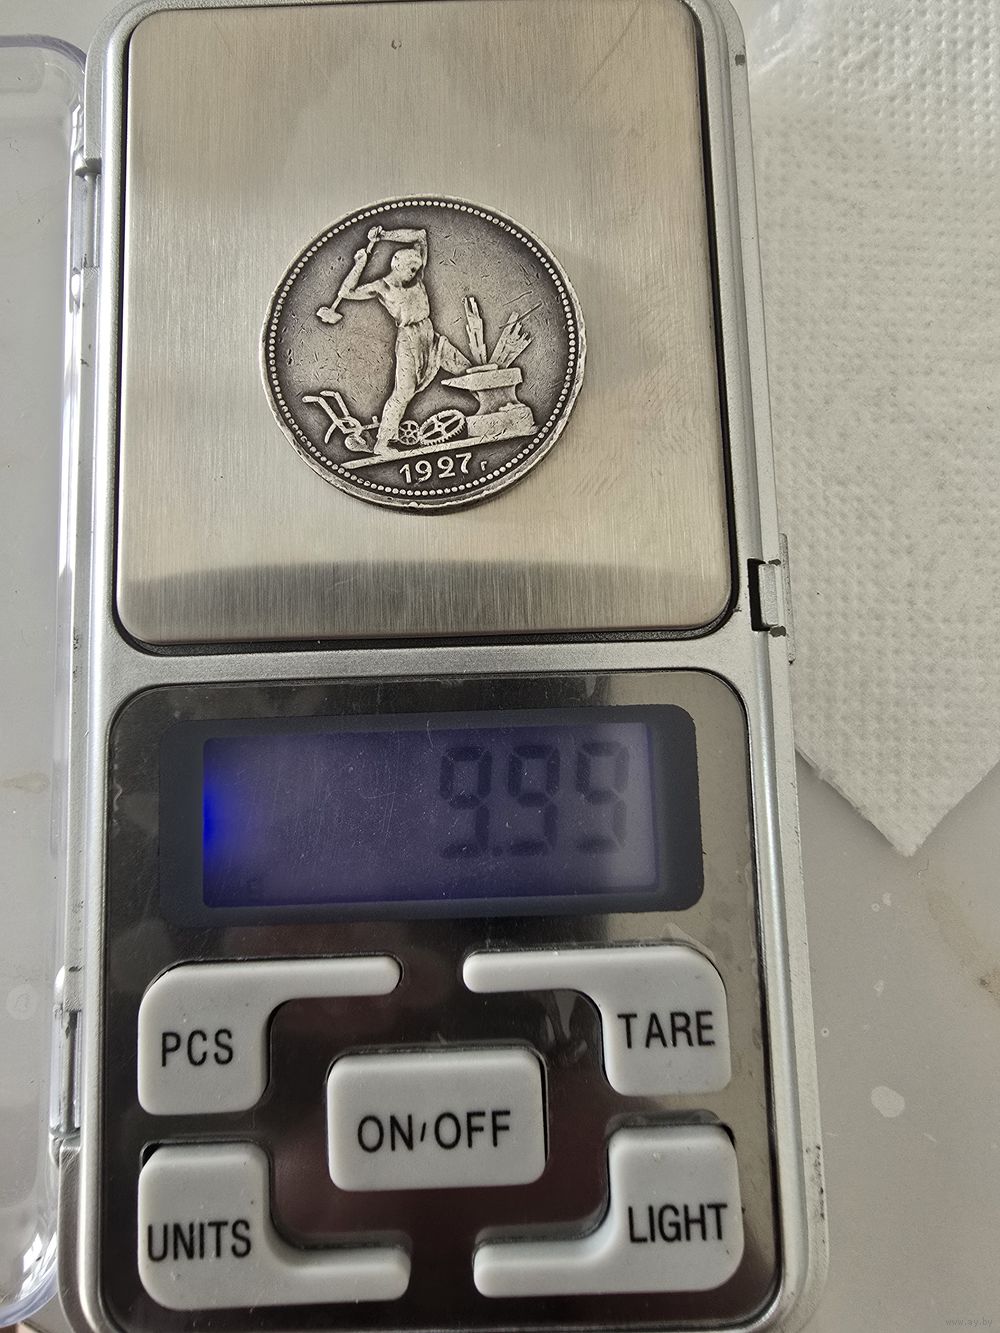 1927 г
9.99
PCS
TARE
ON/OFF
UNITS
LIGHT
www.ay.by